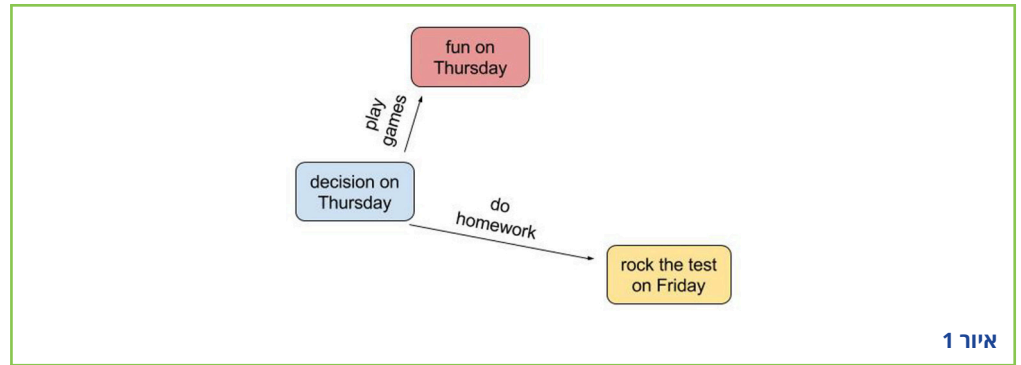 fun on
Thursday
play
games
decision on
Thursday
do
homework
rock the test
on Friday
איור 1